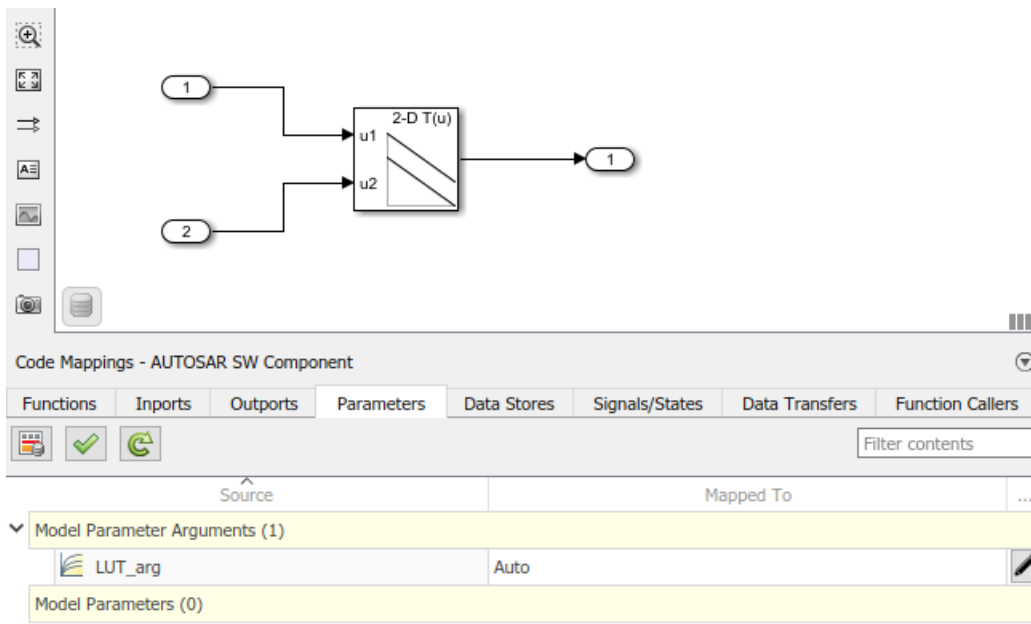 1
2-D T(u)
u1
u2
1
2
A
Code Mappings - AUTOSAR SW Component
Functions Inports Outports Parameters Data Stores Signals/States Data Transfers Function Callers
Filter contents
Source Mapped To ...
Model Parameter Arguments (1)
LUT_arg Auto
Model Parameters (0)